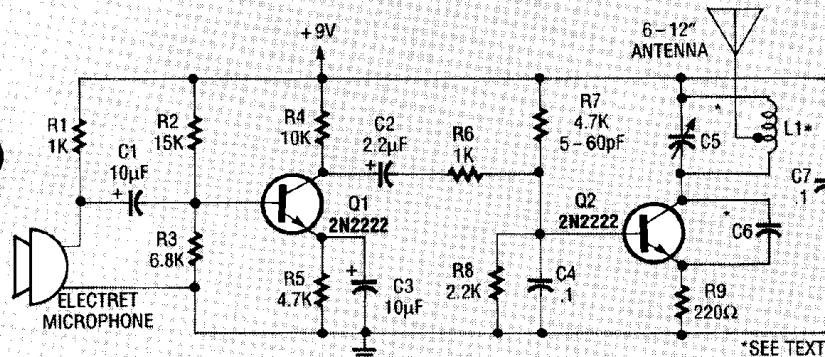 +9V
6-12"
ANTENNA
R1
1K
C1
10µF
+
R2
15K
R4
10K
C2
2.2µF
+
R6
1K
R7
4.7K
5-60pF
*
C5
L1*
C7
.1
Q1
2N2222
Q2
2N2222
*
C6
R3
6.8K
ELECTRET
MICROPHONE
R5
4.7K
+
C3
10µF
R8
2.2K
C4
.1
R9
220Ω
*SEE TEXT